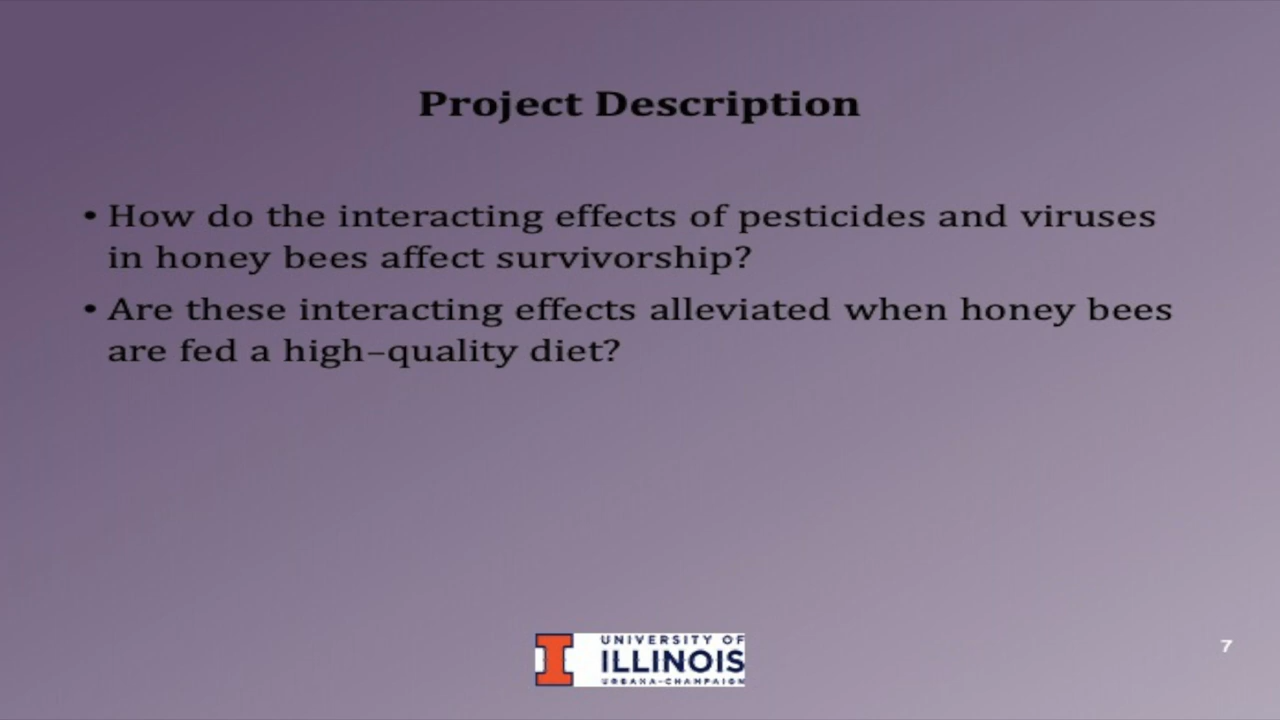 Project Description
• How do the interacting effects of pesticides and viruses
in honey bees affect survivorship?
• Are these interacting effects alleviated when honey bees
are fed a high–quality diet?
UNIVERSITY OF
ILLINOIS
URBANA-CHAMPAIGN
7